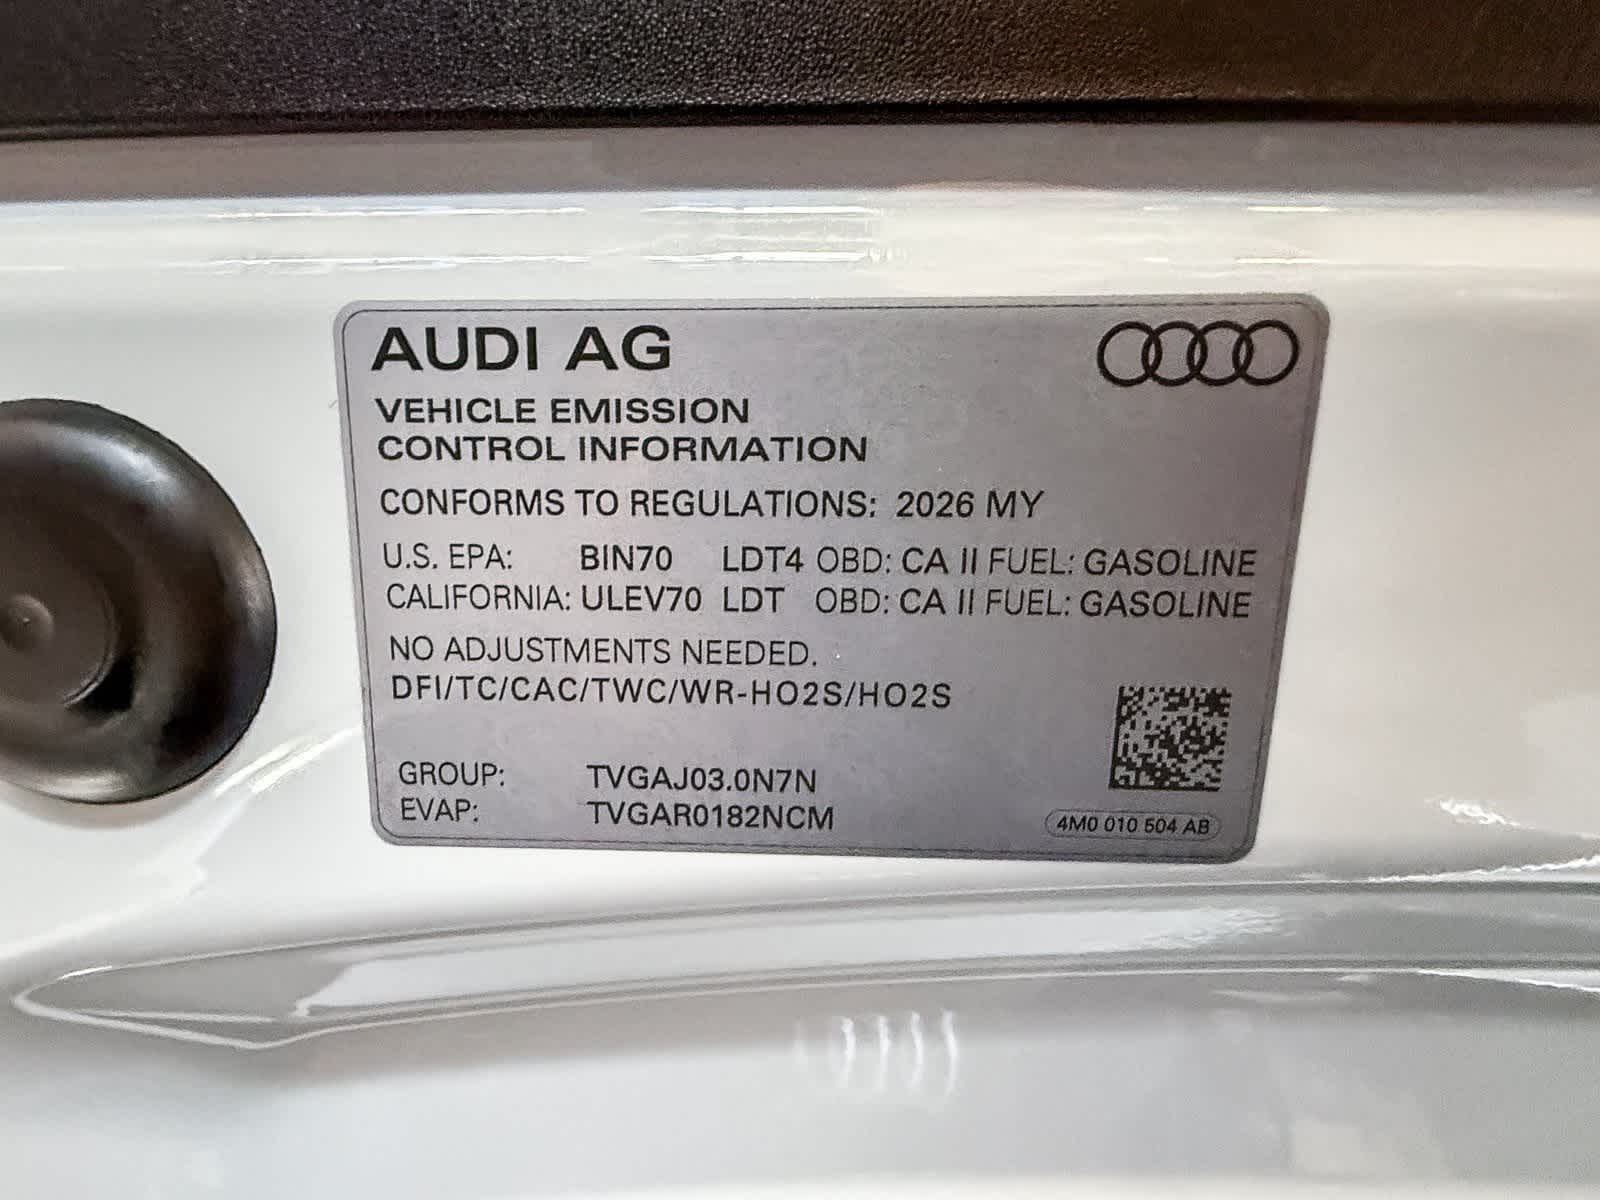 AUDI AG
VEHICLE EMISSION
CONTROL INFORMATION
CONFORMS TO REGULATIONS: 2026 MY
U.S. EPA: BIN70 LDT4 OBD: CA II FUEL: GASOLINE
CALIFORNIA: ULEV70 LDT OBD: CA II FUEL: GASOLINE
NO ADJUSTMENTS NEEDED.
DFI/TC/CAC/TWC/WR-HO2S/HO2S
GROUP: TVGAJ03.0N7N
EVAP: TVGAR0182NCM
4M0 010 504 AB